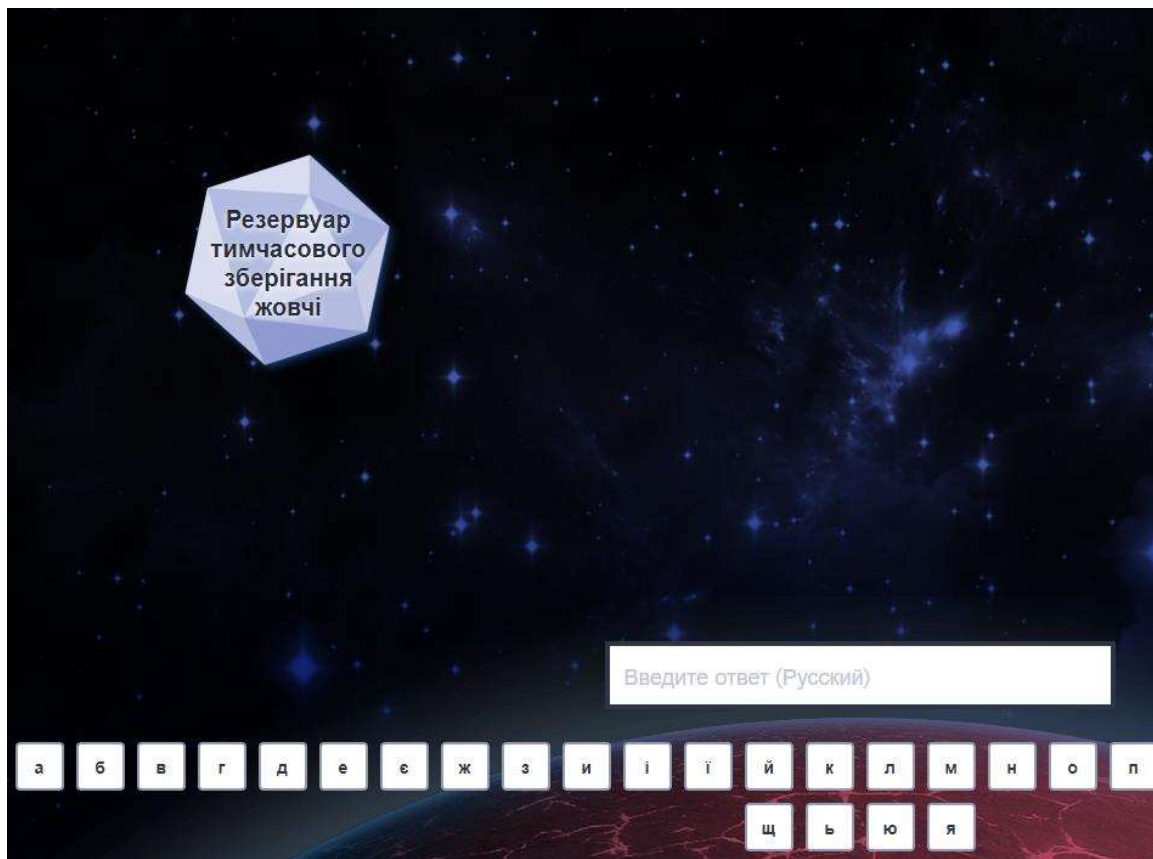 Резервуар
тимчасового
зберігання
жовчі
Введите ответ (Русский)
а б в г д е є ж з и і ї й к л м н о п
щ ь ю я